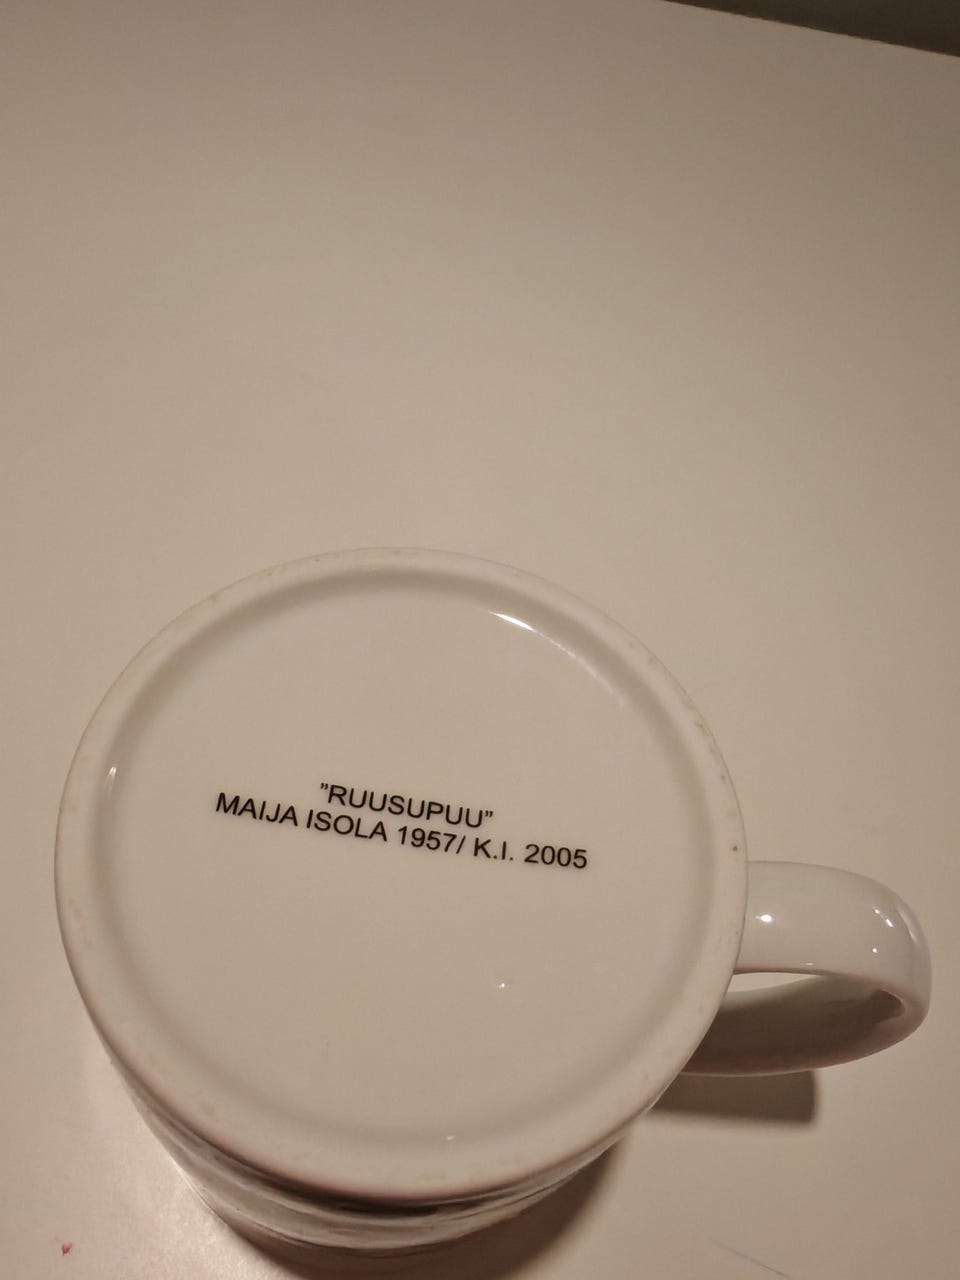 ”RUUSUPUU”
MAIJA ISOLA 1957/ K.I. 2005